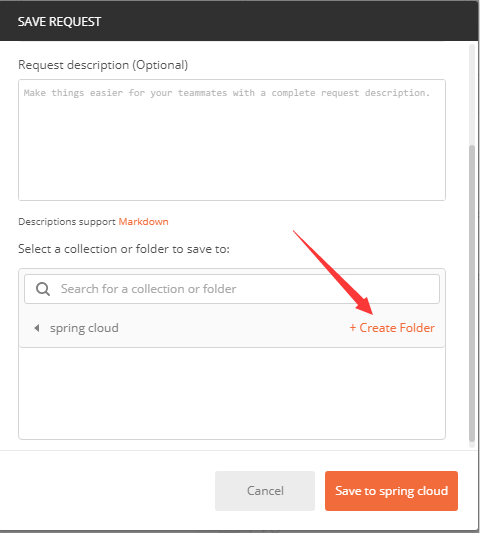 SAVE REQUEST
Request description (Optional)
Make things easier for your teammates with a complete request description.
Descriptions support Markdown
Select a collection or folder to save to:
Search for a collection or folder
spring cloud + Create Folder
Cancel Save to spring cloud